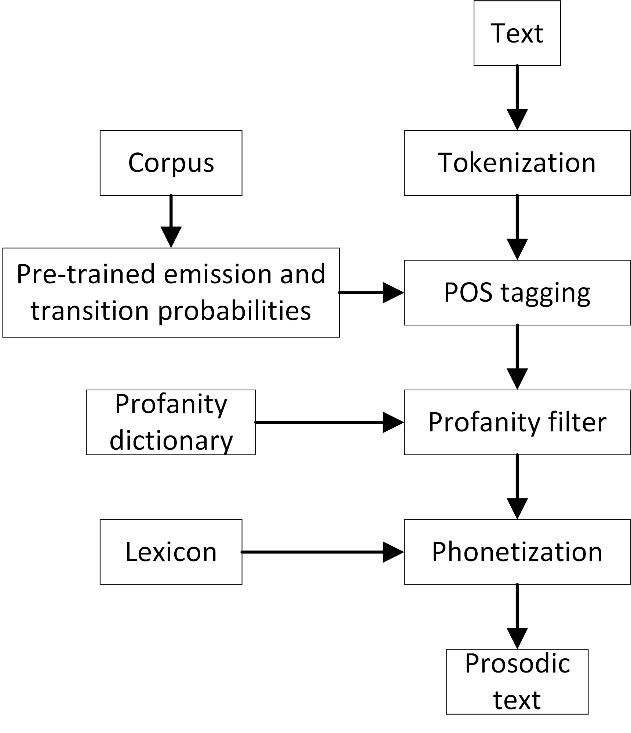 Text
Corpus
Tokenization
Pre-trained emission and
transition probabilities
POS tagging
Profanity
dictionary
Profanity filter
Lexicon
Phonetization
Prosodic
text